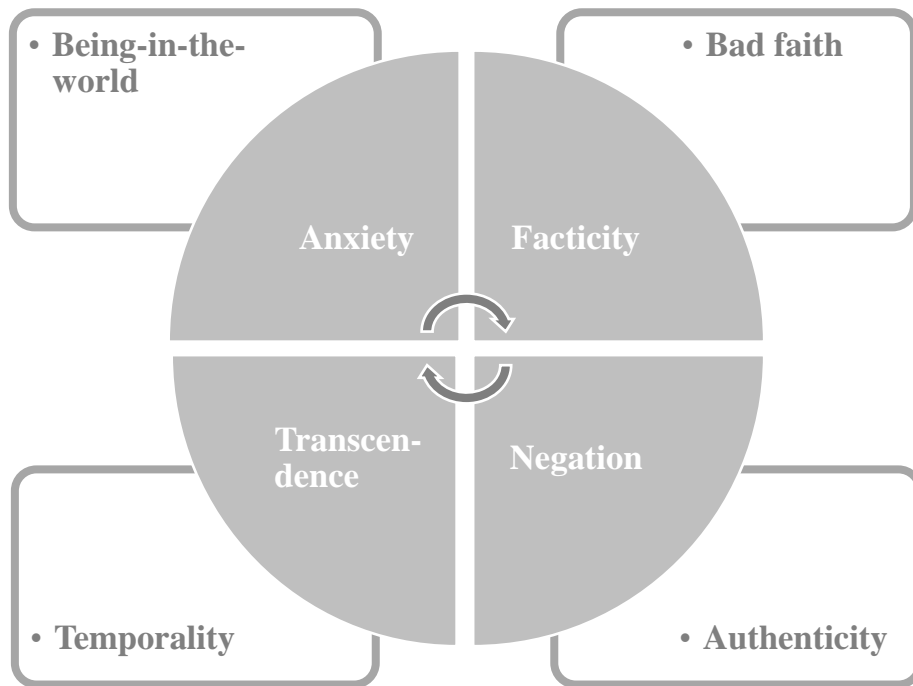 • Being-in-the-
world
• Bad faith
Anxiety
Facticity
Transcen-
dence
Negation
• Temporality
• Authenticity